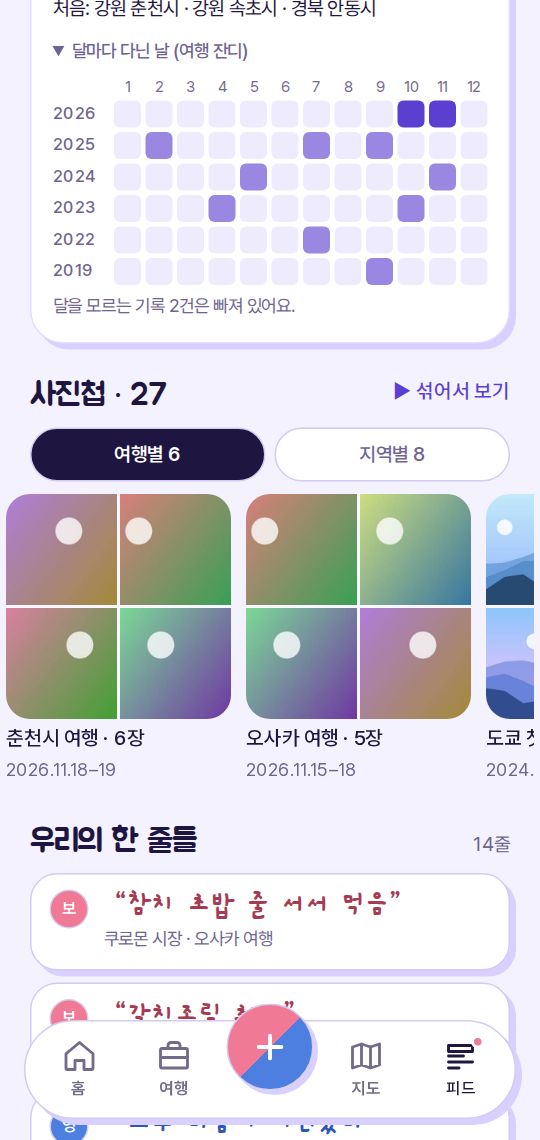 처음: 강원 춘천시 · 강원 속초시 · 경북 안동시
▼ 달마다 다닌 날 (여행 잔디)
1 2 3 4 5 6 7 8 9 10 11 12
2026
2025
2024
2023
2022
2019
달을 모르는 기록 2건은 빠져 있어요.
사진첩 · 27
▶ 섞어서 보기
여행별 6
지역별 8
춘천시 여행 · 6장
2026.11.18–19
오사카 여행 · 5장
2026.11.15–18
도쿄
2024.
우리의 한 줄들
14줄
보
“참치 초밥 줄 서서 먹음”
쿠로몬 시장 · 오사카 여행
보
“갈치조림
홈
여행
지도
피드